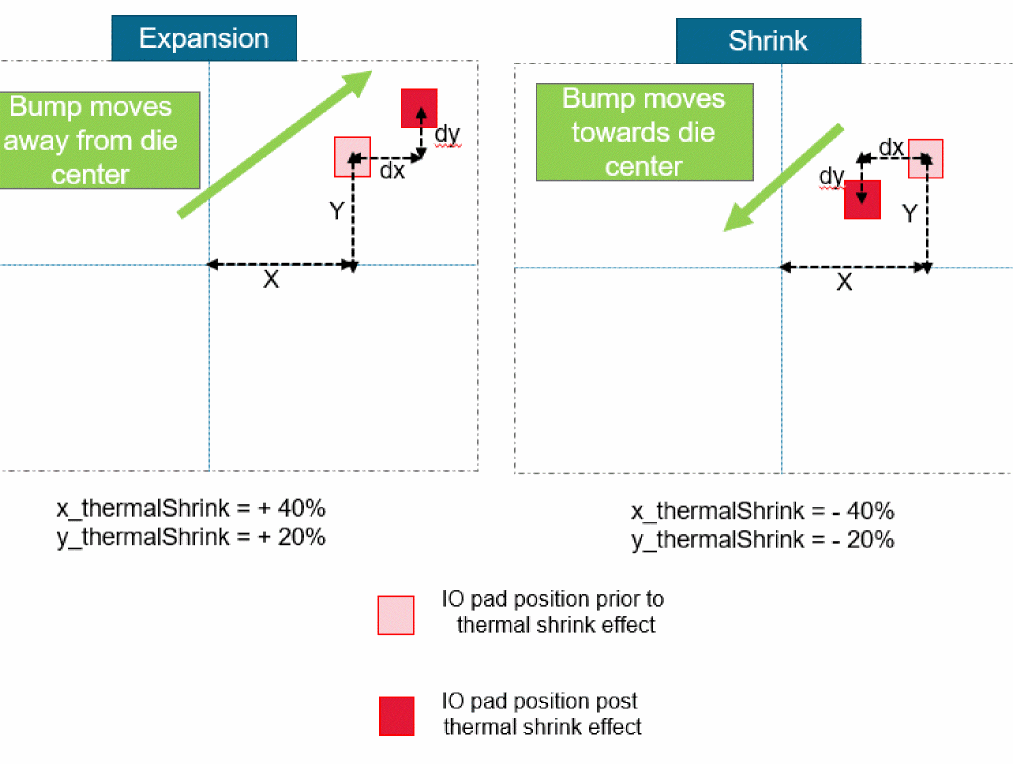 Expansion
Bump moves
away from die
center
dy
dx
Y
X
x_thermalShrink = + 40%
y_thermalShrink = + 20%
Shrink
Bump moves
towards die
center
dx
dy
Y
X
x_thermalShrink = - 40%
y_thermalShrink = - 20%
IO pad position prior to
thermal shrink effect
IO pad position post
thermal shrink effect